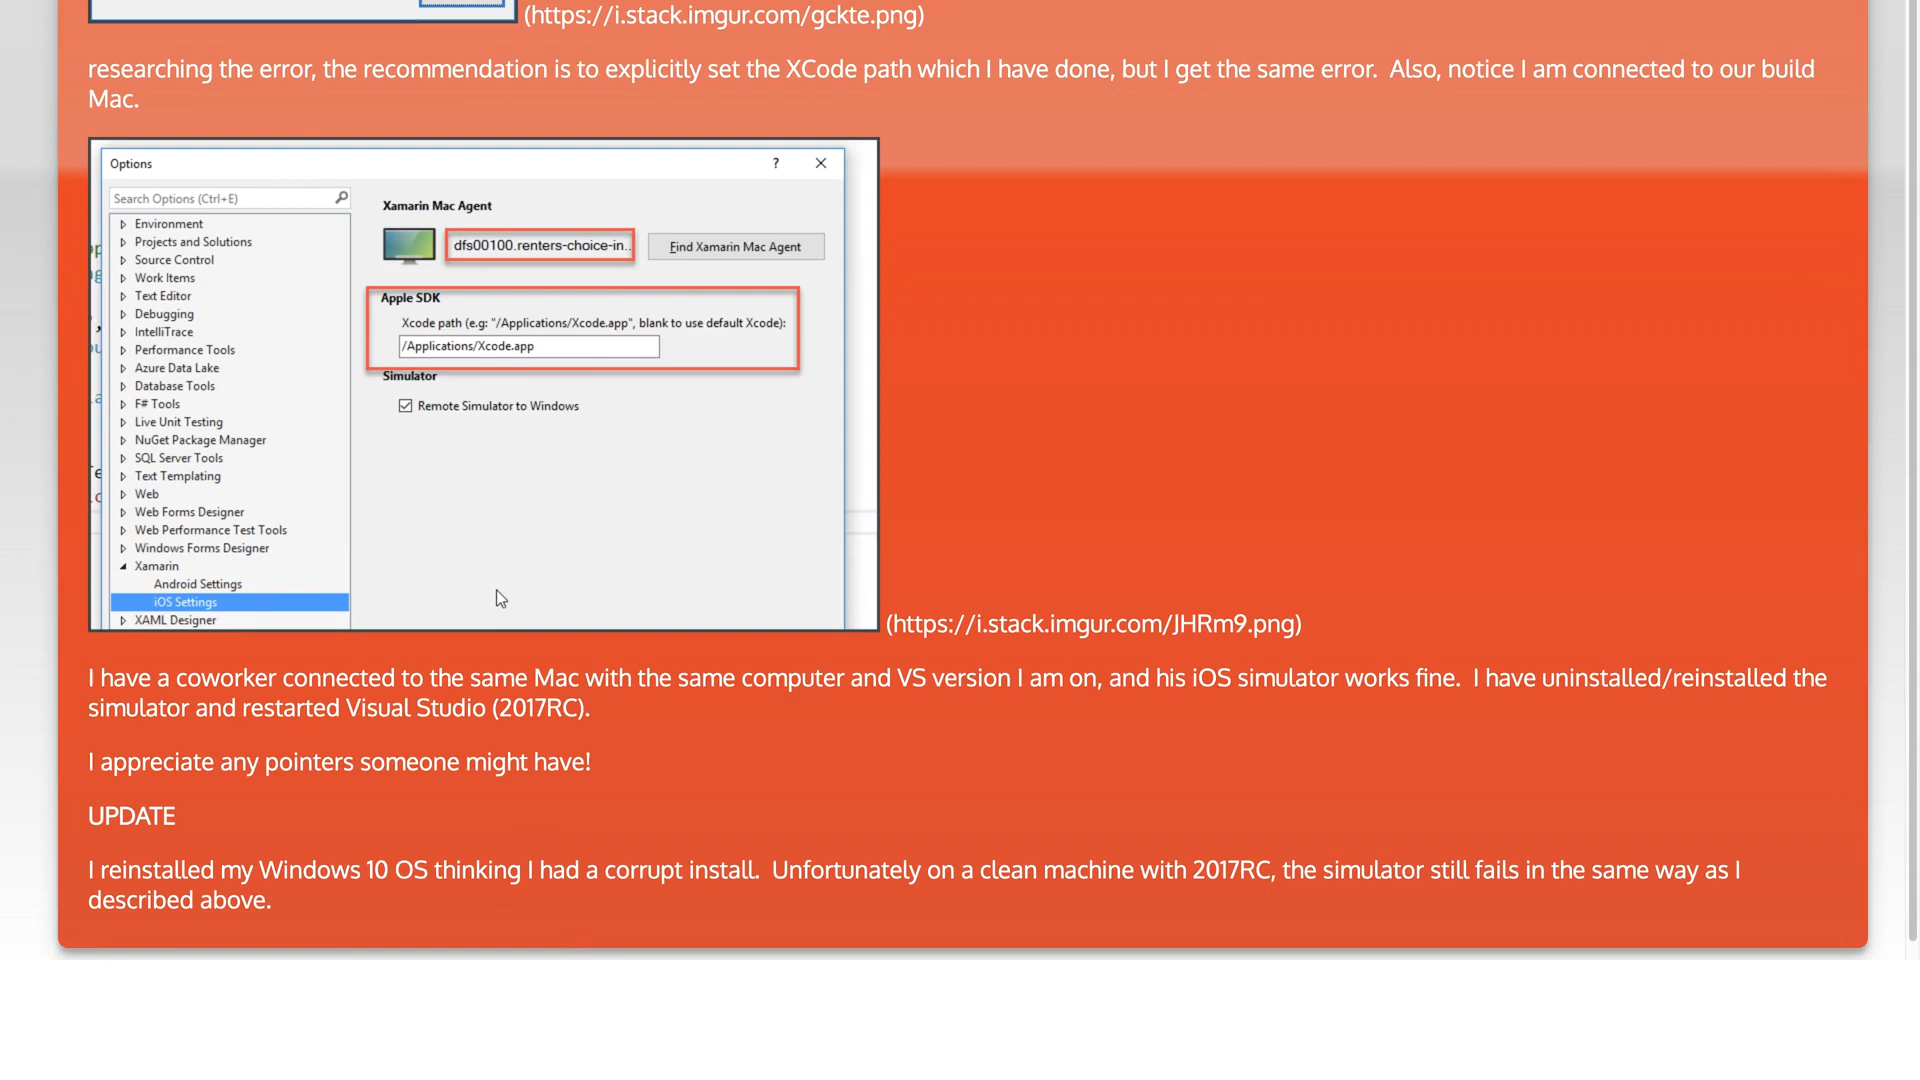 (https://i.stack.imgur.com/gckte.png)
researching the error, the recommendation is to explicitly set the XCode path which I have done, but I get the same error.  Also, notice I am connected to our build
Mac.
Options
?
Search Options (Ctrl+E)
Environment
Projects and Solutions
Source Control
Work Items
Text Editor
Debugging
IntelliTrace
Performance Tools
Azure Data Lake
Database Tools
F# Tools
Live Unit Testing
NuGet Package Manager
SQL Server Tools
Text Templating
Web
Web Forms Designer
Web Performance Test Tools
Windows Forms Designer
Xamarin
Android Settings
iOS Settings
XAML Designer
Xamarin Mac Agent
dfs00100.renters-choice-in..
Find Xamarin Mac Agent
Apple SDK
Xcode path (e.g: "/Applications/Xcode.app", blank to use default Xcode):
/Applications/Xcode.app
Simulator
Remote Simulator to Windows
(https://i.stack.imgur.com/JHRm9.png)
I have a coworker connected to the same Mac with the same computer and VS version I am on, and his iOS simulator works fine.  I have uninstalled/reinstalled the
simulator and restarted Visual Studio (2017RC).
I appreciate any pointers someone might have!
UPDATE
I reinstalled my Windows 10 OS thinking I had a corrupt install.  Unfortunately on a clean machine with 2017RC, the simulator still fails in the same way as I
described above.